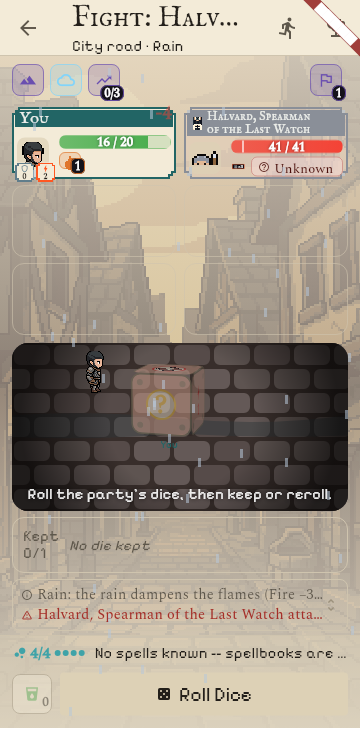 Fight: Halv...
City road · Rain
0/3
1
You
-4
16 / 20
1
0
2
Halvard, Spearman
of the Last Watch
41 / 41
Unknown
Roll the party's dice, then keep or reroll.
Kept
0/1
No die kept
Rain: the rain dampens the flames (Fire −3...
Halvard, Spearman of the Last Watch atta...
4/4
No spells known -- spellbooks are ...
0
Roll Dice